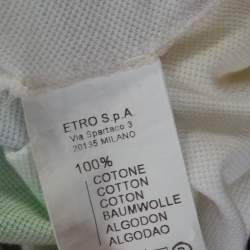 ETRO S.p.A
Via Spartaco 3
20135 MILANO
100%
COTONE
COTTON
COTON
BAUMWOLLE
ALGODON
ALGODAO